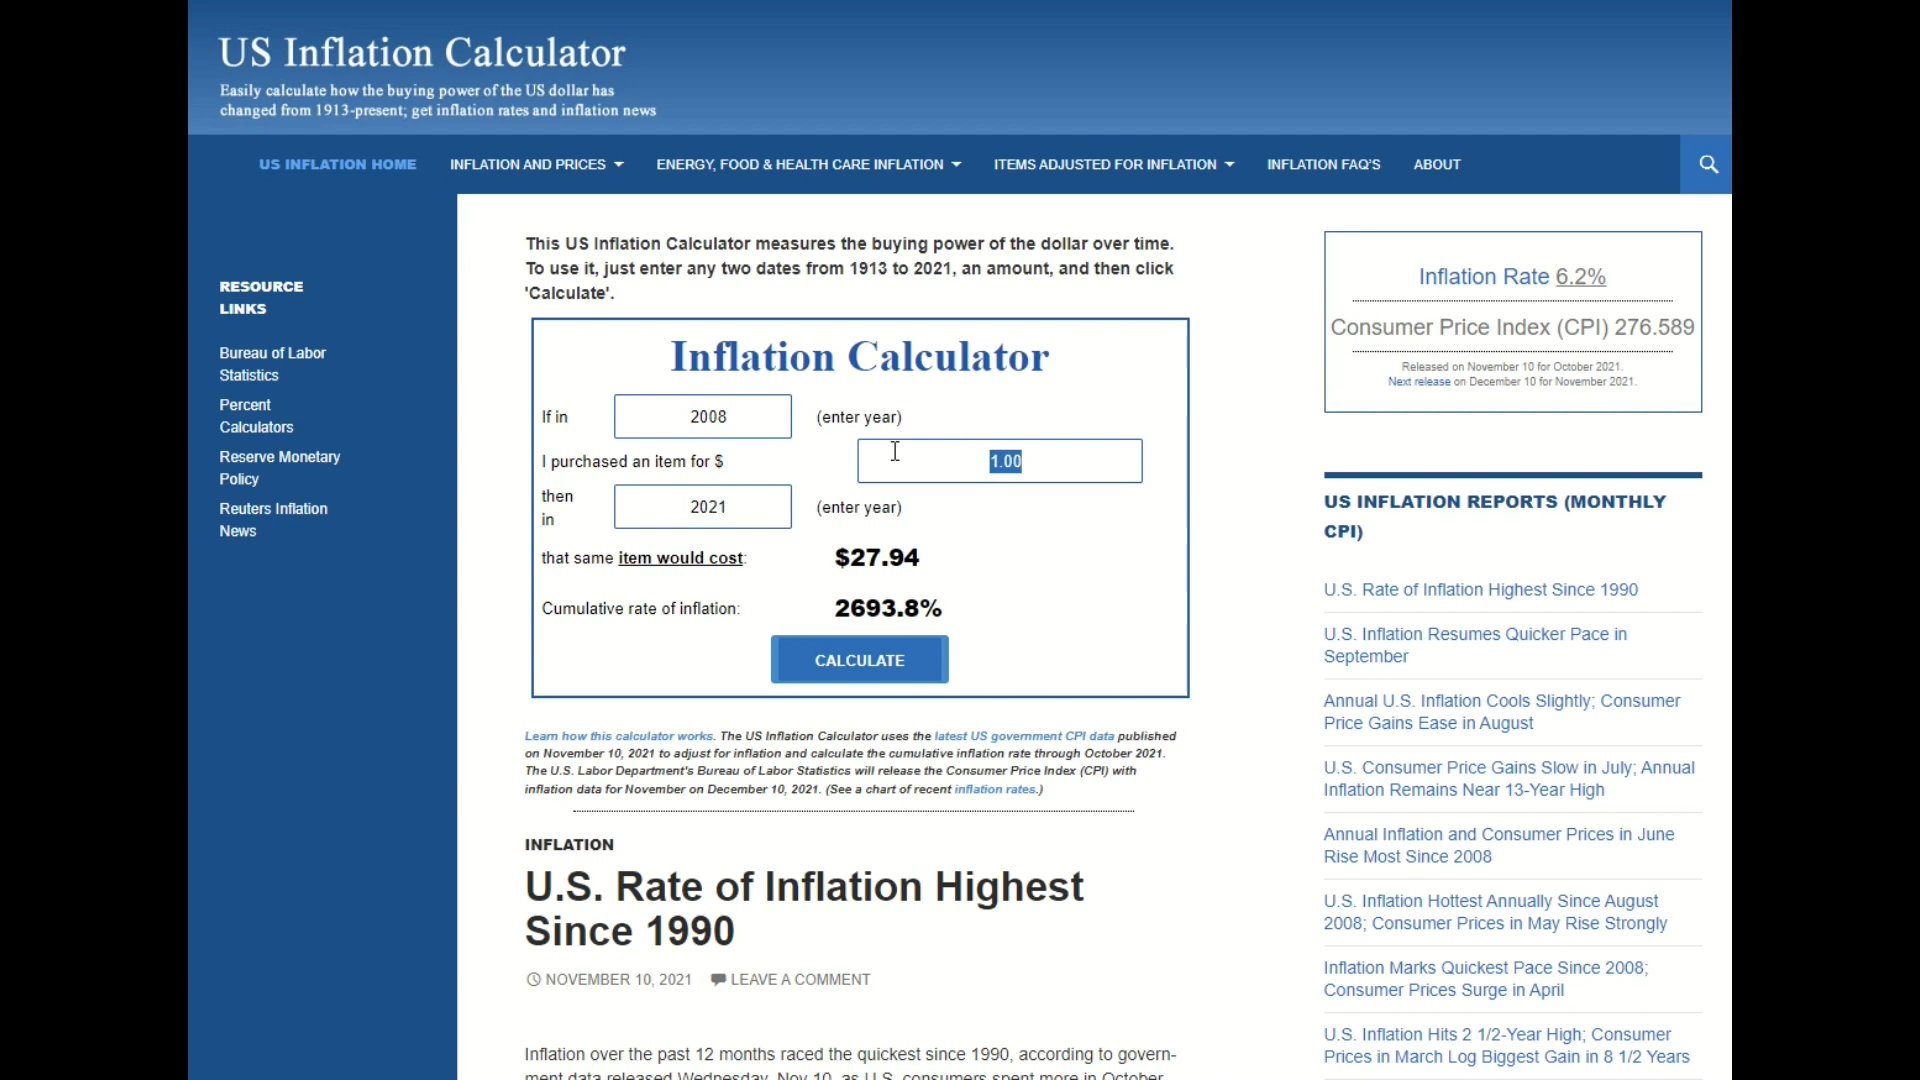 US Inflation Calculator
Easily calculate how the buying power of the US dollar has
changed from 1913-present; get inflation rates and inflation news
US INFLATION HOME
INFLATION AND PRICES
ENERGY, FOOD & HEALTH CARE INFLATION
ITEMS ADJUSTED FOR INFLATION
INFLATION FAQ'S
ABOUT
RESOURCE
LINKS
Bureau of Labor
Statistics
Percent
Calculators
Reserve Monetary
Policy
Reuters Inflation
News
This US Inflation Calculator measures the buying power of the dollar over time.
To use it, just enter any two dates from 1913 to 2021, an amount, and then click
'Calculate'.
Inflation Calculator
If in 2008 (enter year)
I purchased an item for $ 1.00
then
in 2021 (enter year)
that same item would cost: $27.94
Cumulative rate of inflation: 2693.8%
CALCULATE
Learn how this calculator works. The US Inflation Calculator uses the latest US government CPI data published
on November 10, 2021 to adjust for inflation and calculate the cumulative inflation rate through October 2021.
The U.S. Labor Department's Bureau of Labor Statistics will release the Consumer Price Index (CPI) with
inflation data for November on December 10, 2021. (See a chart of recent inflation rates.)
INFLATION
U.S. Rate of Inflation Highest
Since 1990
NOVEMBER 10, 2021 LEAVE A COMMENT
Inflation over the past 12 months raced the quickest since 1990, according to govern-
ment data released Wednesday, Nov 10, as U.S. consumers spent more in October
Inflation Rate 6.2%
Consumer Price Index (CPI) 276.589
Released on November 10 for October 2021.
Next release on December 10 for November 2021.
US INFLATION REPORTS (MONTHLY
CPI)
U.S. Rate of Inflation Highest Since 1990
U.S. Inflation Resumes Quicker Pace in
September
Annual U.S. Inflation Cools Slightly; Consumer
Price Gains Ease in August
U.S. Consumer Price Gains Slow in July; Annual
Inflation Remains Near 13-Year High
Annual Inflation and Consumer Prices in June
Rise Most Since 2008
U.S. Inflation Hottest Annually Since August
2008; Consumer Prices in May Rise Strongly
Inflation Marks Quickest Pace Since 2008;
Consumer Prices Surge in April
U.S. Inflation Hits 2 1/2-Year High; Consumer
Prices in March Log Biggest Gain in 8 1/2 Years